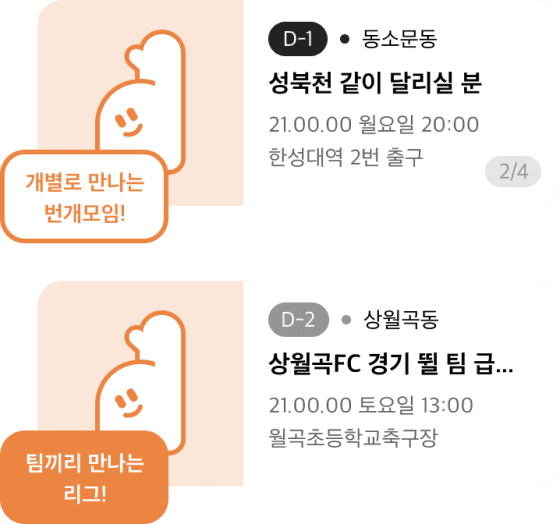 D-1 • 동소문동
성북천 같이 달리실 분
21.00.00 월요일 20:00
한성대역 2번 출구
2/4
개별로 만나는
번개모임!
D-2 • 상월곡동
상월곡FC 경기 뛸 팀 급...
21.00.00 토요일 13:00
월곡초등학교축구장
팀끼리 만나는
리그!